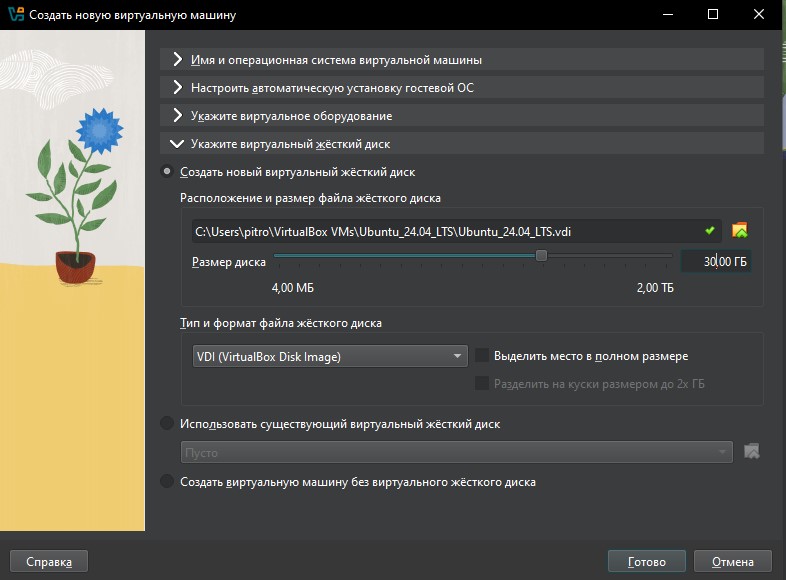 Создать новую виртуальную машину
Имя и операционная система виртуальной машины
Настроить автоматическую установку гостевой ОС
Укажите виртуальное оборудование
Укажите виртуальный жёсткий диск
Создать новый виртуальный жёсткий диск
Расположение и размер файла жёсткого диска
C:\Users\pitro\VirtualBox VMs\Ubuntu_24.04_LTS\Ubuntu_24.04_LTS.vdi
Размер диска 30,00 ГБ
4,00 МБ 2,00 ТБ
Тип и формат файла жёсткого диска
VDI (VirtualBox Disk Image) Выделить место в полном размере
Разделить на куски размером до 2х ГБ
Использовать существующий виртуальный жёсткий диск
Пусто
Создать виртуальную машину без виртуального жёсткого диска
Справка Готово Отмена